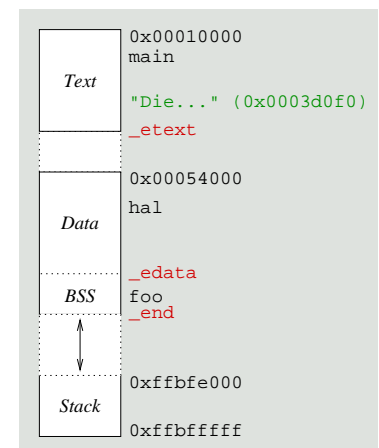 0x00010000
main
Text
"Die..." (0x0003d0f0)
_etext
0x00054000
hal
Data
_edata
BSS
foo
_end
0xffbfe000
Stack
0xffbfffff